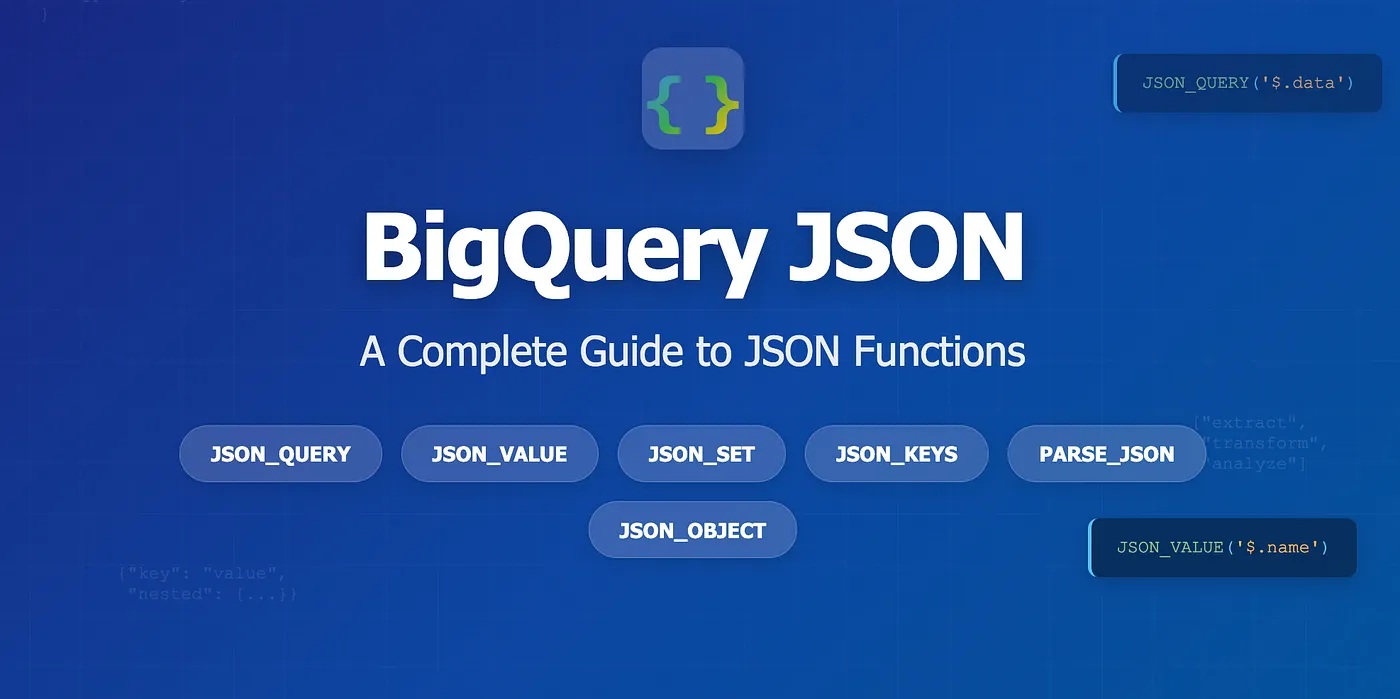 }
{ }
JSON_QUERY('$.data')
BigQuery JSON
A Complete Guide to JSON Functions
JSON_QUERY
JSON_VALUE
JSON_SET
JSON_KEYS
PARSE_JSON
JSON_OBJECT
["extract",
"transform",
"analyze"]
JSON_VALUE('$.name')
{"key": "value",
"nested": {...}}